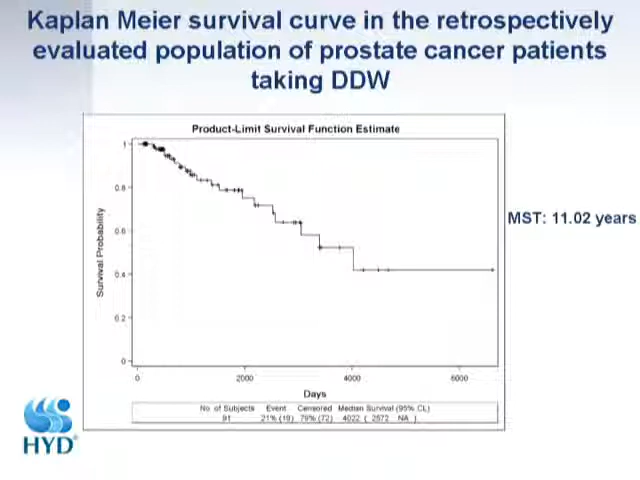 Kaplan Meier survival curve in the retrospectively
evaluated population of prostate cancer patients
taking DDW
Product-Limit Survival Function Estimate
1
0.8
0.6
0.4
0.2
0
Survival Probability
MST: 11.02 years
0 2000 4000 6000
Days
No. of Subjects Event Censored Median Survival (95% CL)
91 21% (19) 79% (72) 4022 ( 2572 NA )
HYD®